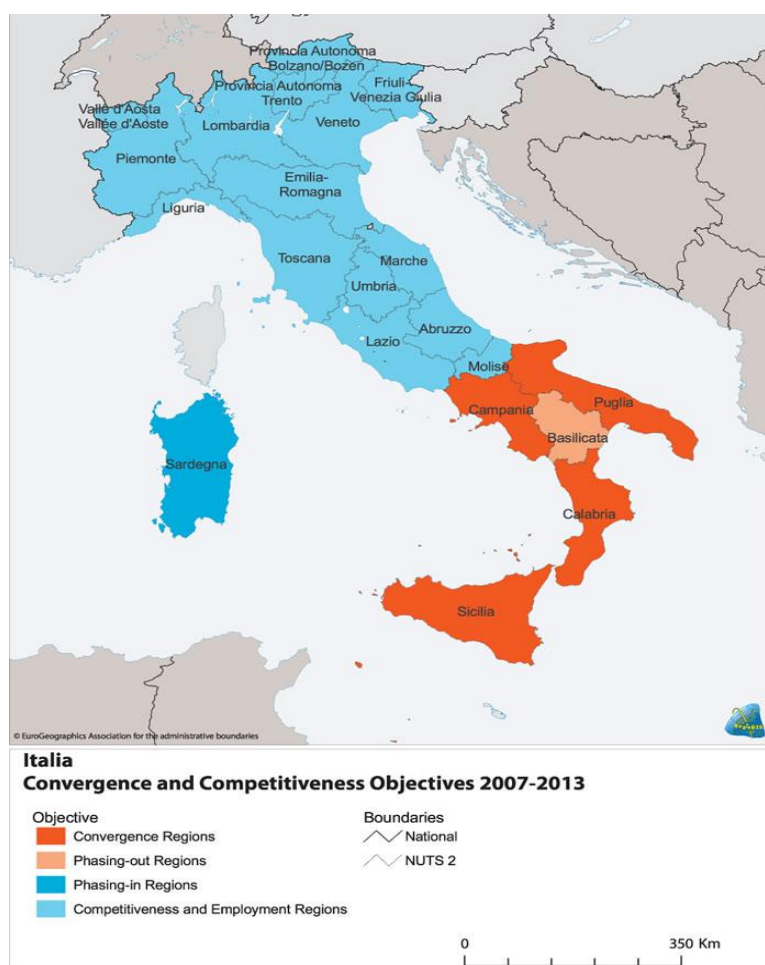 Provincia Autonoma
Bolzano/Bozen
Friuli-
Venezia Giulia
Provincia Autonoma
Trento
Valle d'Aosta
Vallée d'Aoste
Lombardia
Veneto
Piemonte
Emilia-
Romagna
Liguria
Toscana
Marche
Umbria
Abruzzo
Lazio
Molise
Campania
Puglia
Basilicata
Sardegna
Calabria
Sicilia
© EuroGeographics Association for the administrative boundaries
Italia
Convergence and Competitiveness Objectives 2007-2013
Objective
Convergence Regions
Phasing-out Regions
Phasing-in Regions
Competitiveness and Employment Regions
Boundaries
National
NUTS 2
0 350 Km